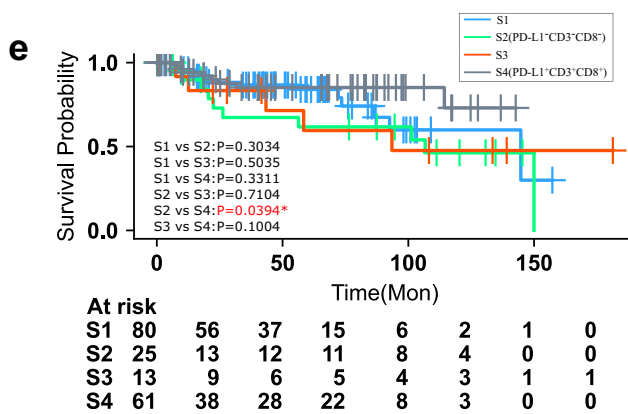 e
S1
S2(PD-L1⁻CD3⁻CD8⁻)
S3
S4(PD-L1⁺CD3⁺CD8⁺)
Survival Probability
1.0
0.5
0.0
S1 vs S2:P=0.3034
S1 vs S3:P=0.5035
S1 vs S4:P=0.3311
S2 vs S3:P=0.7104
S2 vs S4:P=0.0394*
S3 vs S4:P=0.1004
0 50 100 150
Time(Mon)
At risk
S1 80 56 37 15 6 2 1 0
S2 25 13 12 11 8 4 0 0
S3 13 9 6 5 4 3 1 1
S4 61 38 28 22 8 3 0 0